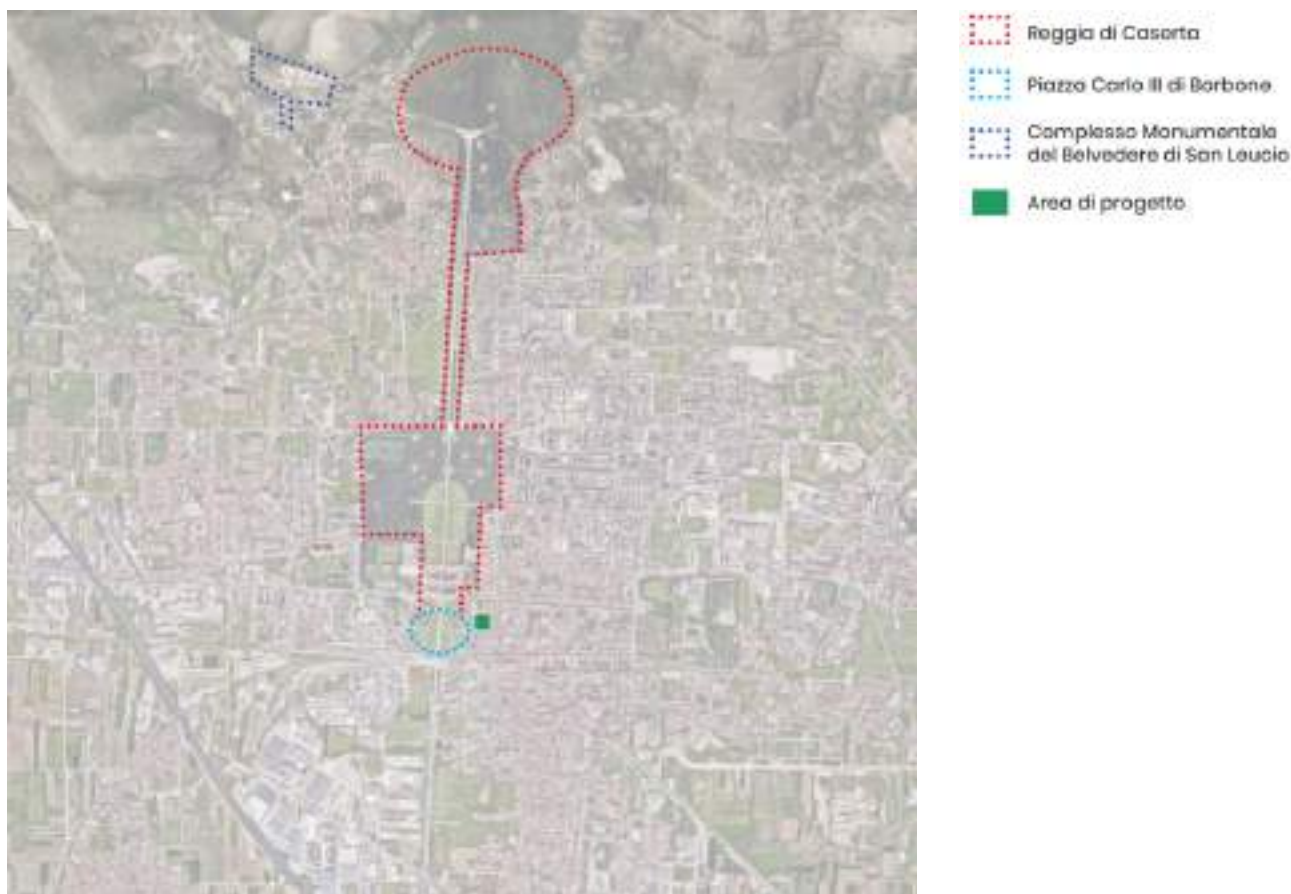 Reggia di Caserta
Piazza Carlo III di Borbone
Complesso Monumentale
del Belvedere di San Leucio
Area di progetto